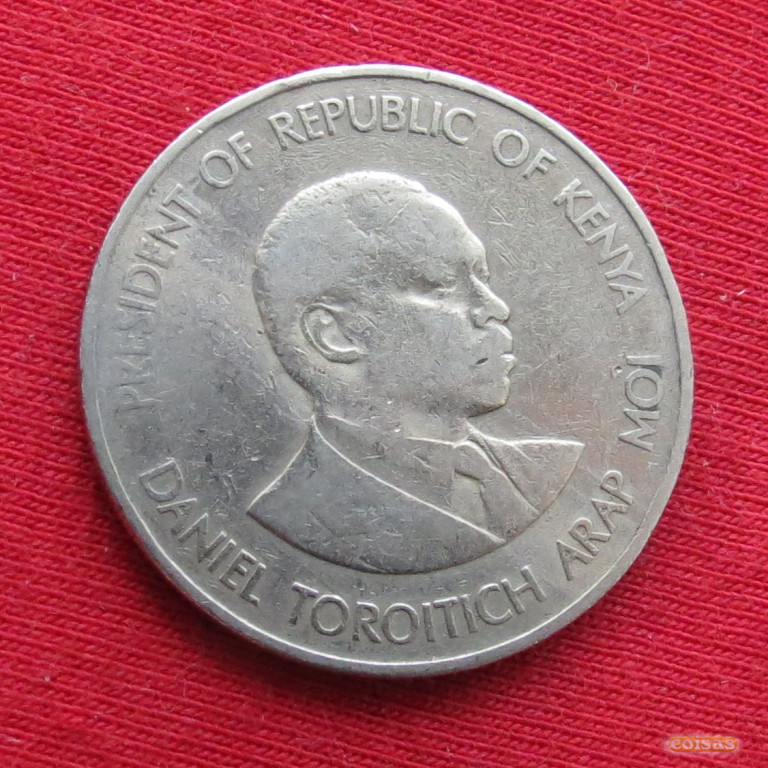 PRESIDENT OF REPUBLIC OF KENYA
DANIEL TOROITICH ARAP MOI
coisas